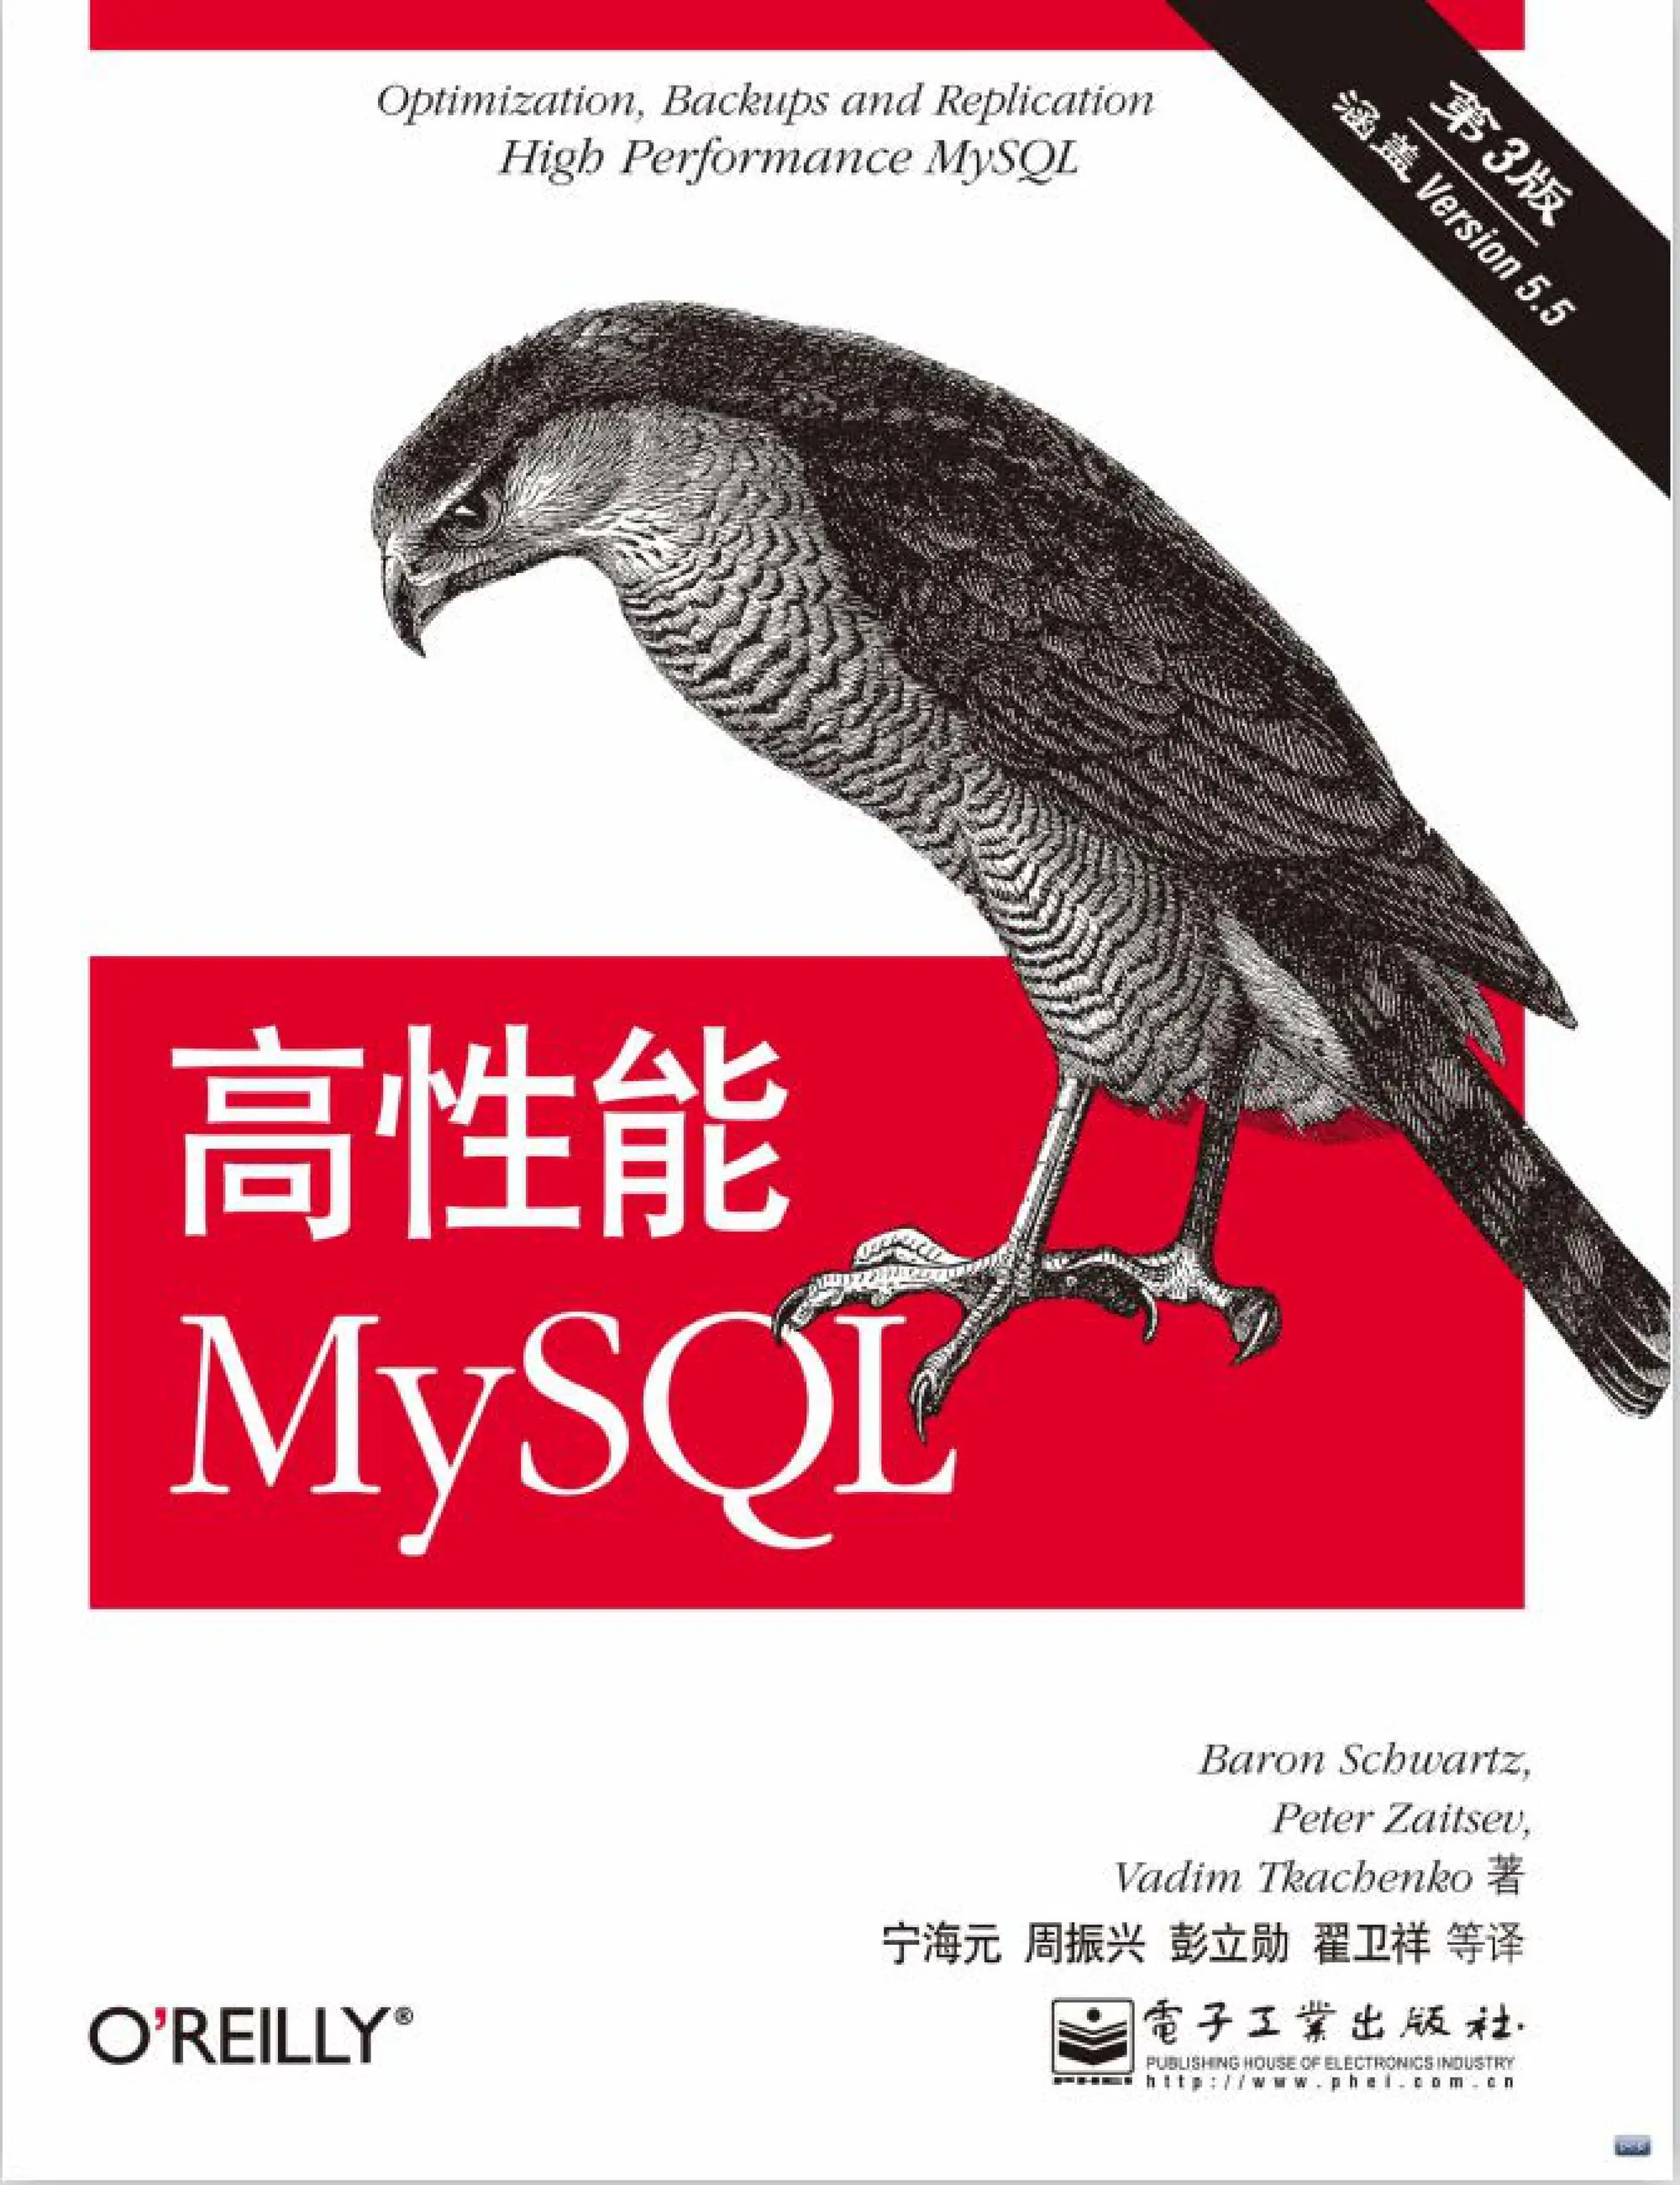 Optimization, Backups and Replication
High Performance MySQL
第3版
涵盖 Version 5.5
高性能
MySQL
Baron Schwartz,
Peter Zaitsev,
Vadim Tkachenko 著
宁海元 周振兴 彭立勋 翟卫祥 等译
O'REILLY®
電子工業出版社·
PUBLISHING HOUSE OF ELECTRONICS INDUSTRY
PHEI http://www.phei.com.cn